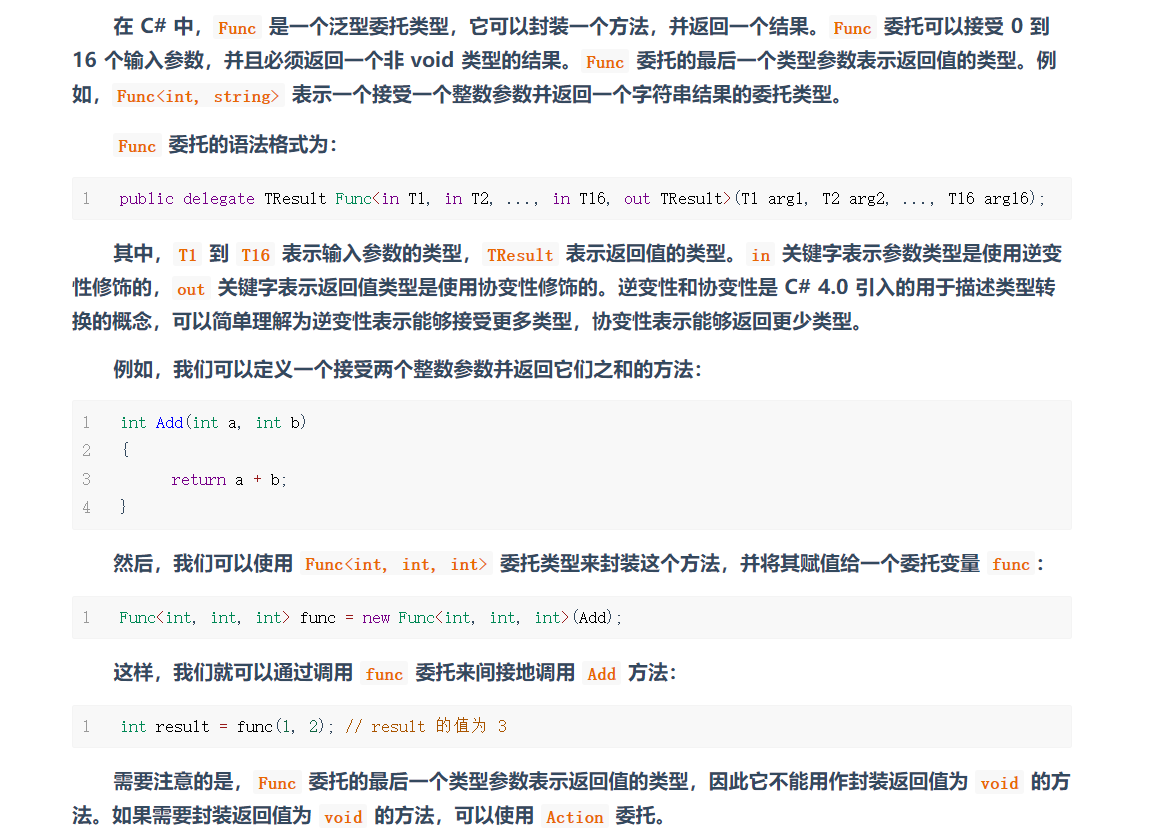 在 C# 中， Func 是一个泛型委托类型，它可以封装一个方法，并返回一个结果。 Func 委托可以接受 0 到
16 个输入参数，并且必须返回一个非 void 类型的结果。 Func 委托的最后一个类型参数表示返回值的类型。例
如， Func<int, string> 表示一个接受一个整数参数并返回一个字符串结果的委托类型。
Func 委托的语法格式为：
1 public delegate TResult Func<in T1, in T2, ..., in T16, out TResult>(T1 arg1, T2 arg2, ..., T16 arg16);
其中， T1 到 T16 表示输入参数的类型， TResult 表示返回值的类型。 in 关键字表示参数类型是使用逆变
性修饰的， out 关键字表示返回值类型是使用协变性修饰的。逆变性和协变性是 C# 4.0 引入的用于描述类型转
换的概念，可以简单理解为逆变性表示能够接受更多类型，协变性表示能够返回更少类型。
例如，我们可以定义一个接受两个整数参数并返回它们之和的方法：
1 int Add(int a, int b)
2 {
3 return a + b;
4 }
然后，我们可以使用 Func<int, int, int> 委托类型来封装这个方法，并将其赋值给一个委托变量 func ：
1 Func<int, int, int> func = new Func<int, int, int>(Add);
这样，我们就可以通过调用 func 委托来间接地调用 Add 方法：
1 int result = func(1, 2); // result 的值为 3
需要注意的是， Func 委托的最后一个类型参数表示返回值的类型，因此它不能用作封装返回值为 void 的方
法。如果需要封装返回值为 void 的方法，可以使用 Action 委托。